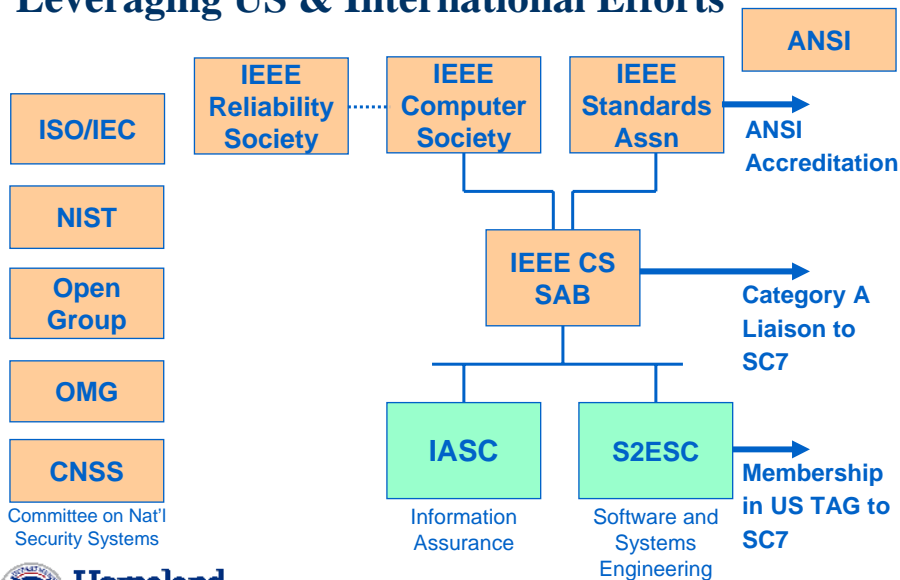 Leveraging US & International Efforts
ANSI
IEEE
Reliability
Society
IEEE
Computer
Society
IEEE
Standards
Assn
ANSI
Accreditation
ISO/IEC
NIST
Open
Group
OMG
CNSS
Committee on Nat'l
Security Systems
IEEE CS
SAB
Category A
Liaison to
SC7
IASC
Information
Assurance
S2ESC
Software and
Systems
Engineering
Membership
in US TAG to
SC7
Homeland